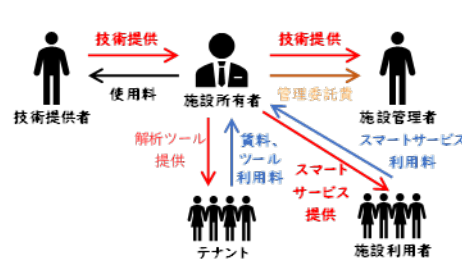 技術提供
技術提供
使用料
管理委託費
技術提供者
施設所有者
施設管理者
解析ツール
提供
賃料、
ツール
利用料
スマート
サービス
提供
スマートサービス
利用料
テナント
施設利用者